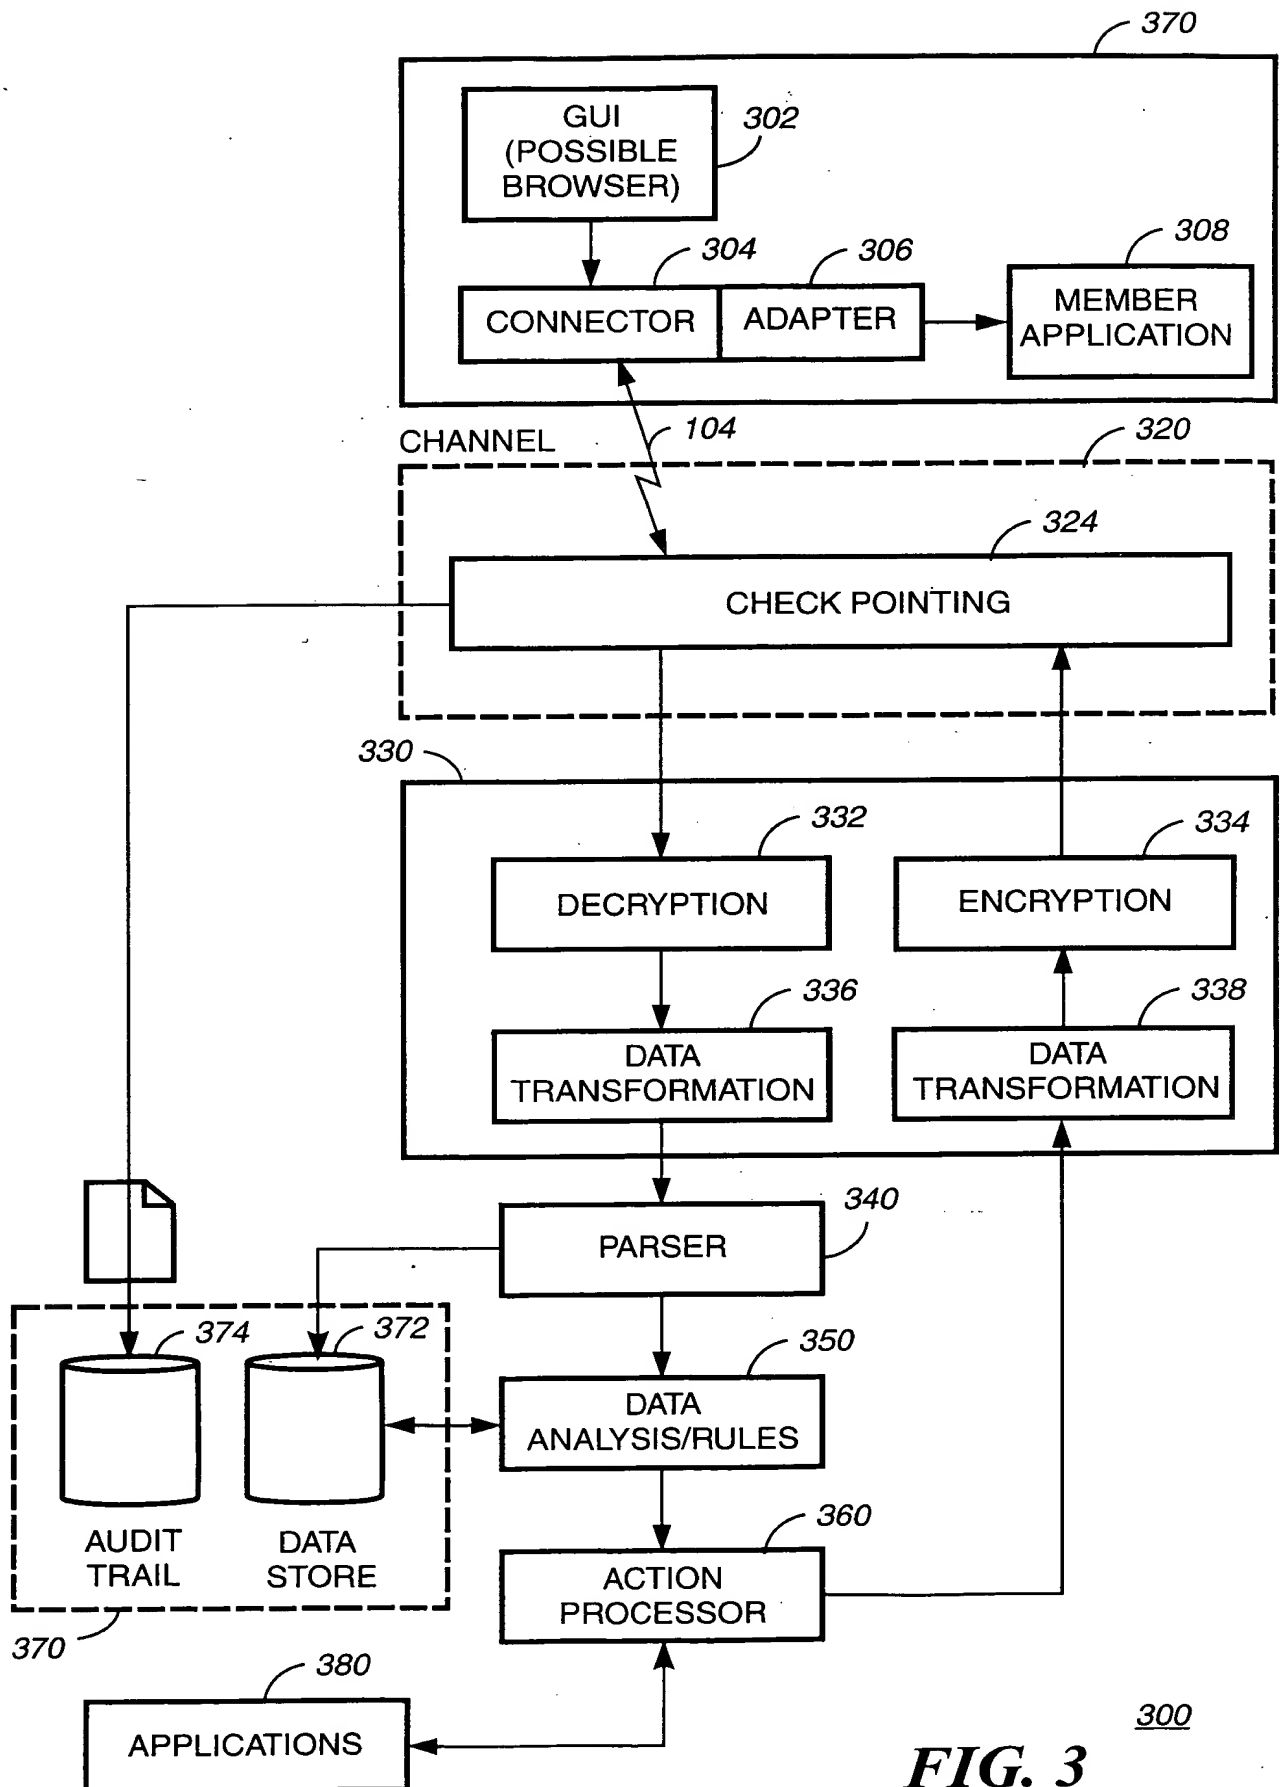 370
GUI
(POSSIBLE
BROWSER)
302
304
306
308
CONNECTOR
ADAPTER
MEMBER
APPLICATION
104
CHANNEL
320
324
CHECK POINTING
330
332
334
DECRYPTION
ENCRYPTION
336
338
DATA
TRANSFORMATION
DATA
TRANSFORMATION
340
PARSER
374
372
350
DATA
ANALYSIS/RULES
AUDIT
TRAIL
DATA
STORE
360
ACTION
PROCESSOR
370
380
APPLICATIONS
300
FIG. 3